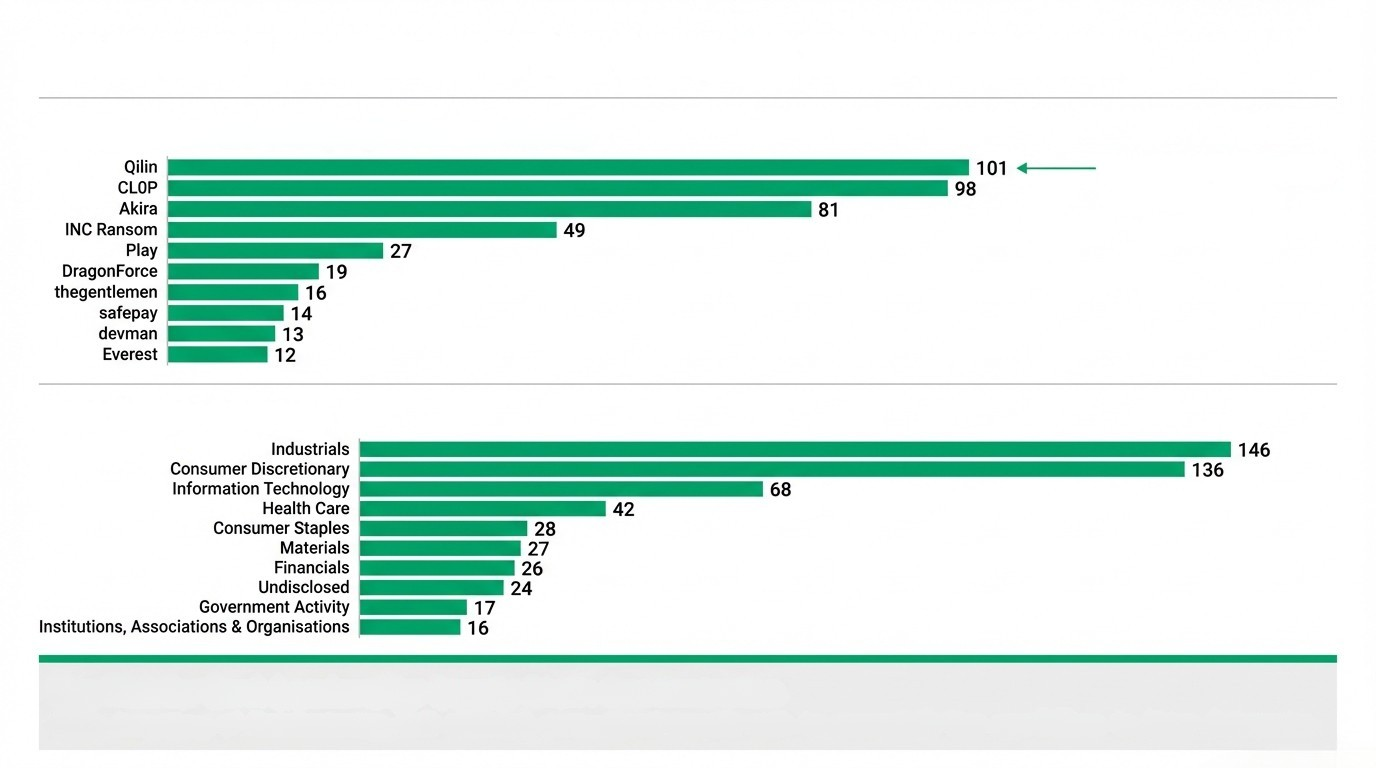 Qilin 101
CL0P 98
Akira 81
INC Ransom 49
Play 27
DragonForce 19
thegentlemen 16
safepay 14
devman 13
Everest 12
Industrials 146
Consumer Discretionary 136
Information Technology 68
Health Care 42
Consumer Staples 28
Materials 27
Financials 26
Undisclosed 24
Government Activity 17
Institutions, Associations & Organisations 16